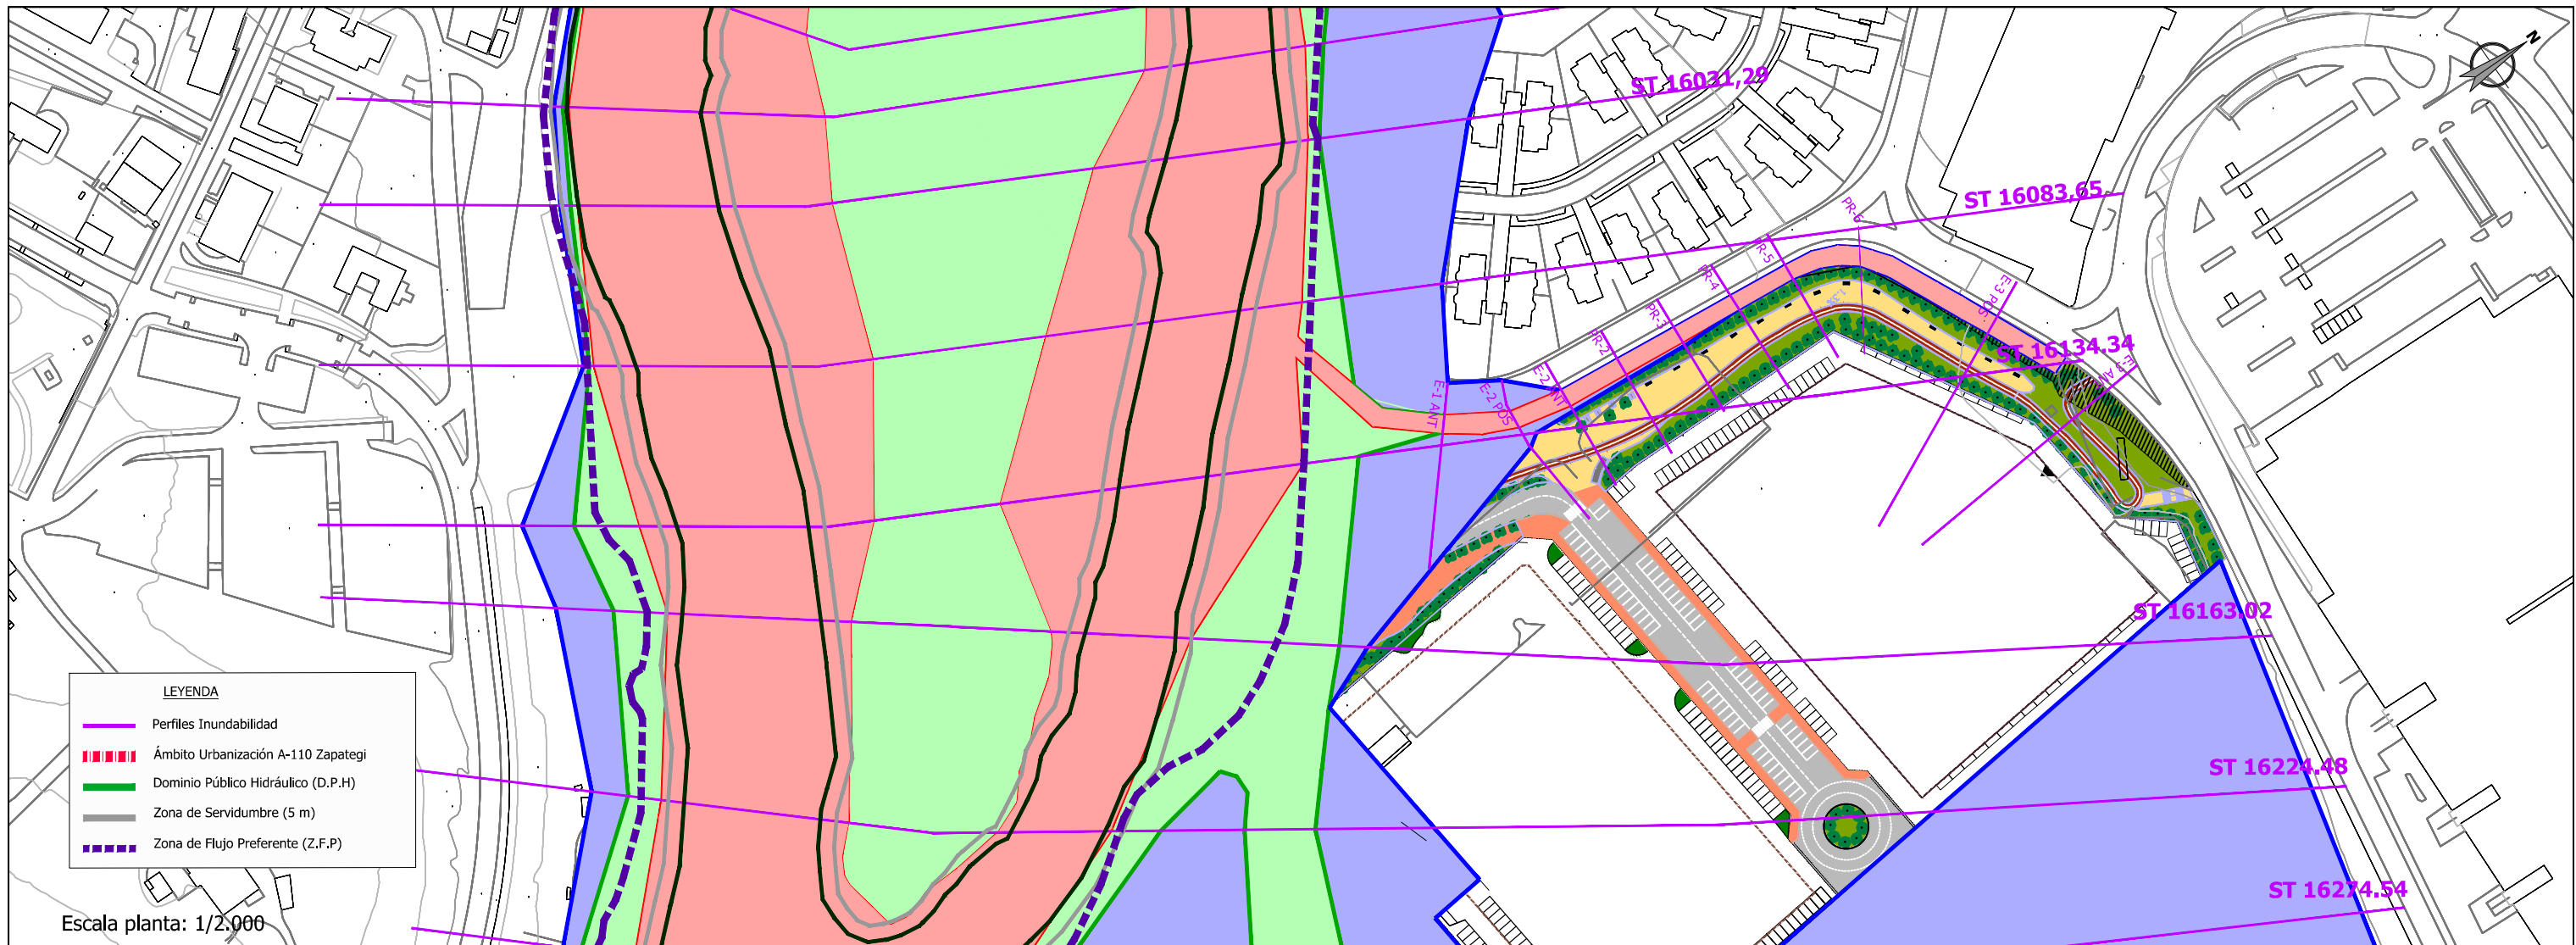 N
ST 16031,29
ST 16083,65
PR-6
PR-5
PR-4
E-3 POS.
PR-3
PR-2
ST 16134.34
E-2 ANT
E-1 ANT
E-2 POS
ST 16163.02
LEYENDA
Perfiles Inundabilidad
Ámbito Urbanización A-110 Zapategi
Dominio Público Hidráulico (D.P.H)
Zona de Servidumbre (5 m)
Zona de Flujo Preferente (Z.F.P)
ST 16224.48
ST 16274.54
Escala planta: 1/2.000